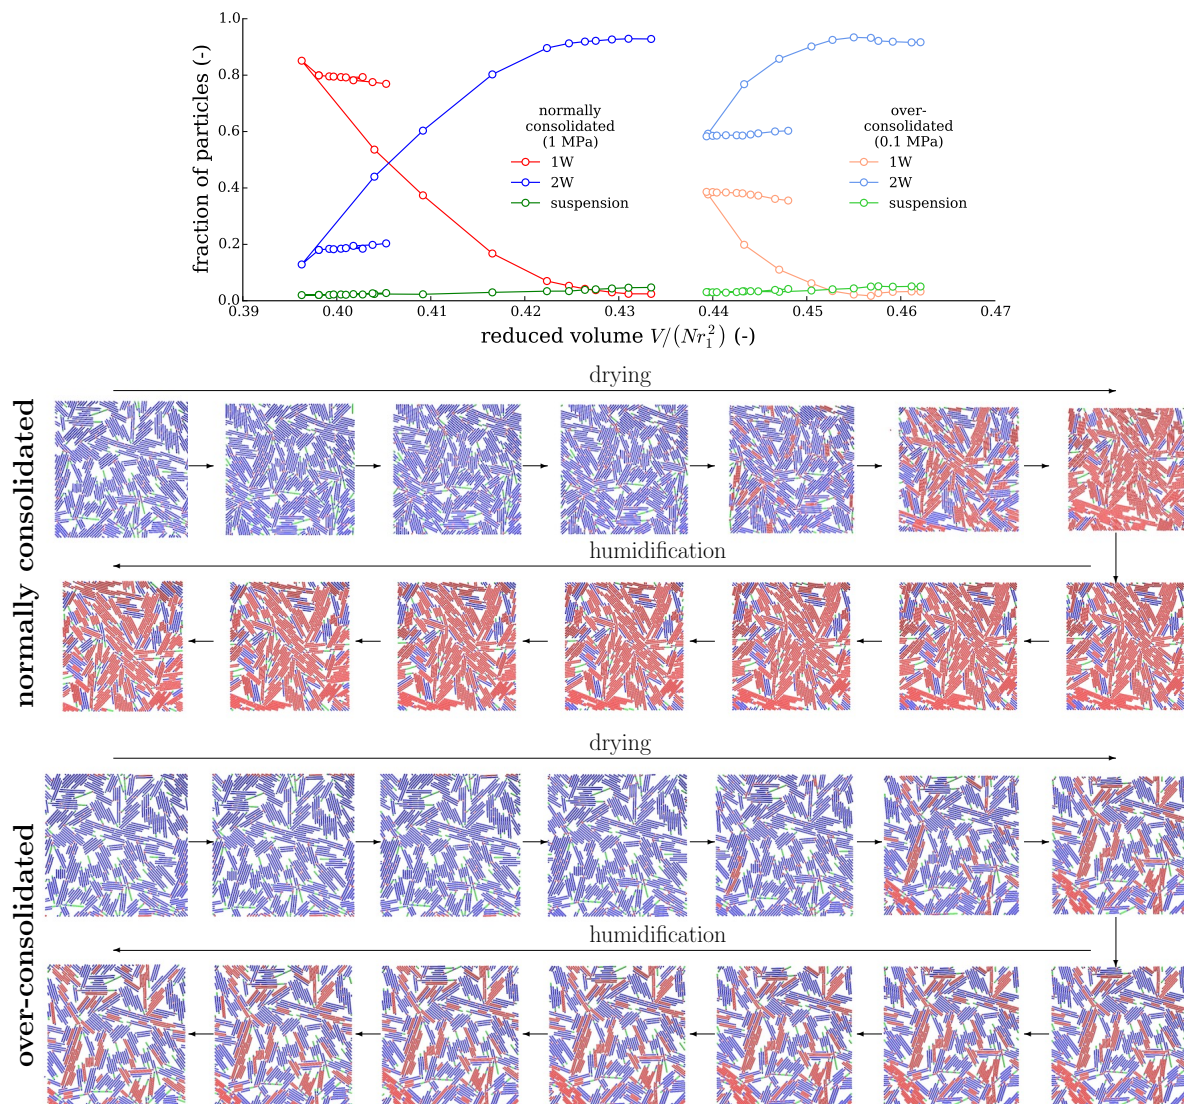 1.0
0.8
0.6
0.4
0.2
0.0
fraction of particles (-)
0.39
0.40
0.41
0.42
0.43
0.44
0.45
0.46
0.47
reduced volume V/(Nr₁²) (-)
normally
consolidated
(1 MPa)
1W
2W
suspension
over-
consolidated
(0.1 MPa)
1W
2W
suspension
normally consolidated
drying
humidification
over-consolidated
drying
humidification